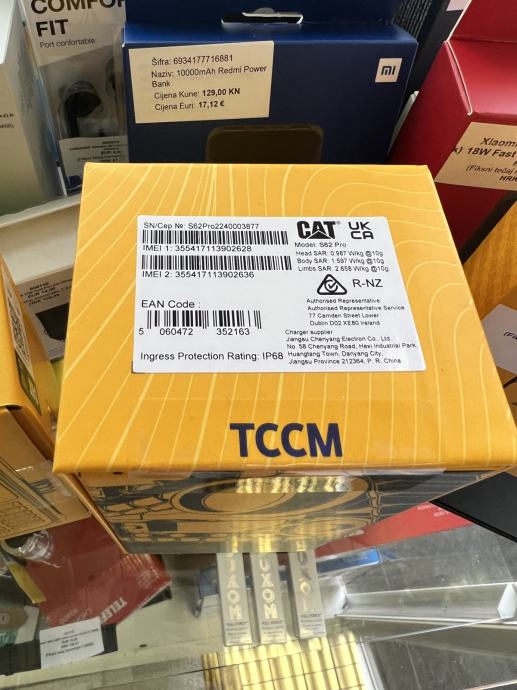 COMFOR
FIT
Port confortable
Šifra: 6934177716881
Naziv: 10000mAh Redmi Power
Bank
Cijena Kune: 129,00 KN
Cijena Euri: 17,12 €
mi
Xiaomi
18W Fast
(Fiksni tečaj
HRK
SN/Сер №: S62Pro2240003877
IMEI 1: 355417113902628
IMEI 2: 355417113902636
EAN Code :
5 060472 352163
Ingress Protection Rating: IP68
CAT
UK
CA
Model: S62 Pro
Head SAR: 0.987 W/kg @10g
Body SAR: 1.597 W/kg @10g
Limbs SAR: 2.658 W/kg @10g
R-NZ
Authorised Representative:
Authorised Representative Service
77 Camden Street Lower
Dublin D02 XE80 Ireland
Charger supplier
Jiangsu Chenyang Electron Co., Ltd.
No. 58 Chenyang Road, Hexi Industrial Park,
Huangtang Town, Danyang City,
Jiangsu Province 212364, P. R. China
TCCM
TELEF